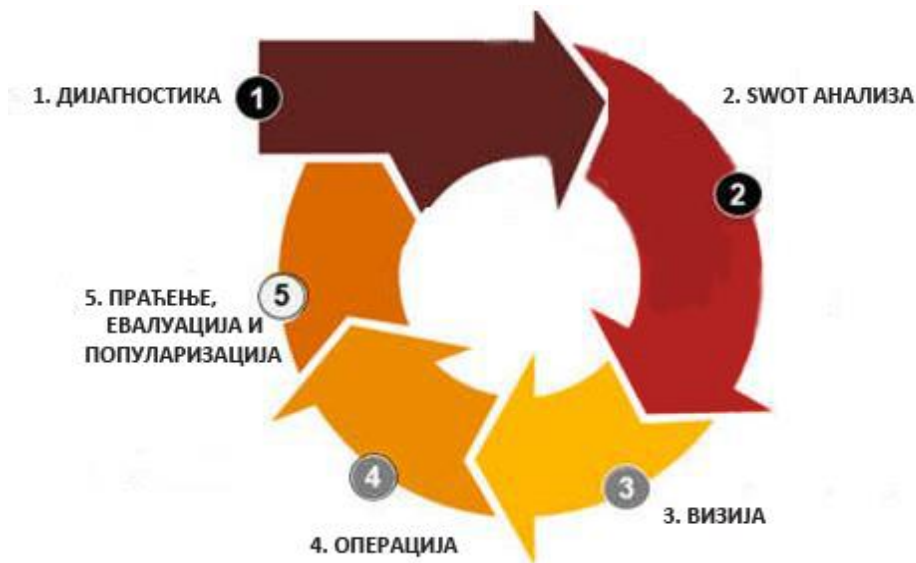 1. ДИЈАГНОСТИКА
1
2. SWOT АНАЛИЗА
2
3. ВИЗИЈА
3
4. ОПЕРАЦИЈА
4
5. ПРАЋЕЊЕ,
ЕВАЛУАЦИЈА И
ПОПУЛАРИЗАЦИЈА
5